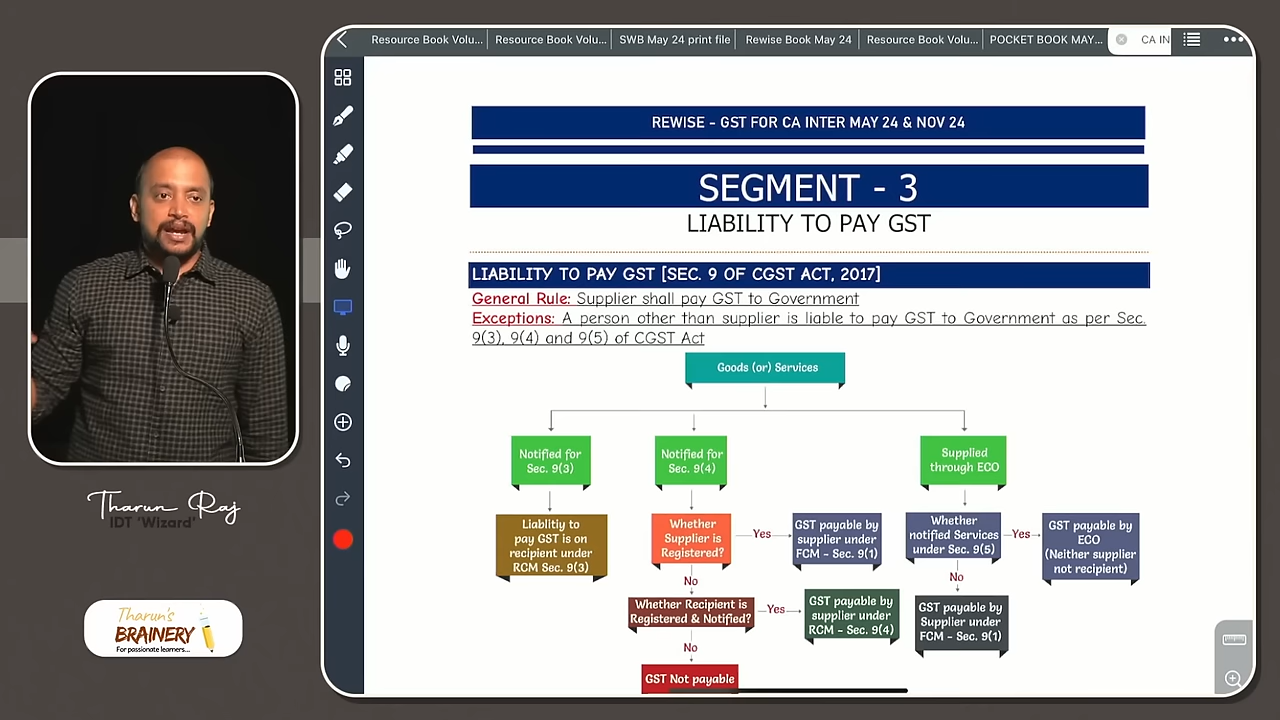 Resource Book Volu...
Resource Book Volu...
SWB May 24 print file
Rewise Book May 24
Resource Book Volu...
POCKET BOOK MAY...
CA IN
REWISE - GST FOR CA INTER MAY 24 & NOV 24
SEGMENT - 3
LIABILITY TO PAY GST
LIABILITY TO PAY GST [SEC. 9 OF CGST ACT, 2017]
General Rule: Supplier shall pay GST to Government
Exceptions: A person other than supplier is liable to pay GST to Government as per Sec.
9(3), 9(4) and 9(5) of CGST Act
Goods (or) Services
Notified for
Sec. 9(3)
Notified for
Sec. 9(4)
Supplied
through ECO
Liablitiy to
pay GST is on
recipient under
RCM Sec. 9(3)
Whether
Supplier is
Registered?
Yes
GST payable by
supplier under
FCM - Sec. 9(1)
Whether
notified Services
under Sec. 9(5)
Yes
GST payable by
ECO
(Neither supplier
not recipient)
No
No
Whether Recipient is
Registered & Notified?
Yes
GST payable by
supplier under
RCM - Sec. 9(4)
GST payable by
Supplier under
FCM - Sec. 9(1)
No
GST Not payable
Tharun Raj
IDT 'Wizard'
Tharun's
BRAINERY
For passionate learners...